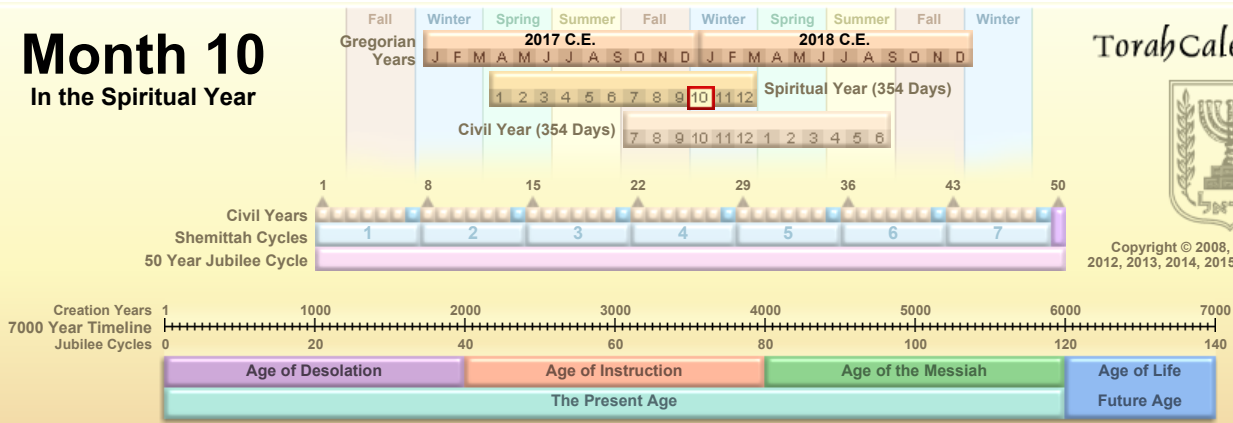 Month 10
In the Spiritual Year
Fall Winter Spring Summer Fall Winter Spring Summer Fall Winter
Gregorian Years
2017 C.E. 2018 C.E.
J F M A M J J A S O N D J F M A M J J A S O N D
1 2 3 4 5 6 7 8 9 10 11 12
Spiritual Year (354 Days)
Civil Year (354 Days)
7 8 9 10 11 12 1 2 3 4 5 6
1 8 15 22 29 36 43 50
Civil Years
Shemittah Cycles 1 2 3 4 5 6 7
50 Year Jubilee Cycle
Torah Cale
Copyright © 2008,
2012, 2013, 2014, 2015
Creation Years 1 1000 2000 3000 4000 5000 6000 7000
7000 Year Timeline
Jubilee Cycles 0 20 40 60 80 100 120 140
Age of Desolation Age of Instruction Age of the Messiah Age of Life
The Present Age Future Age